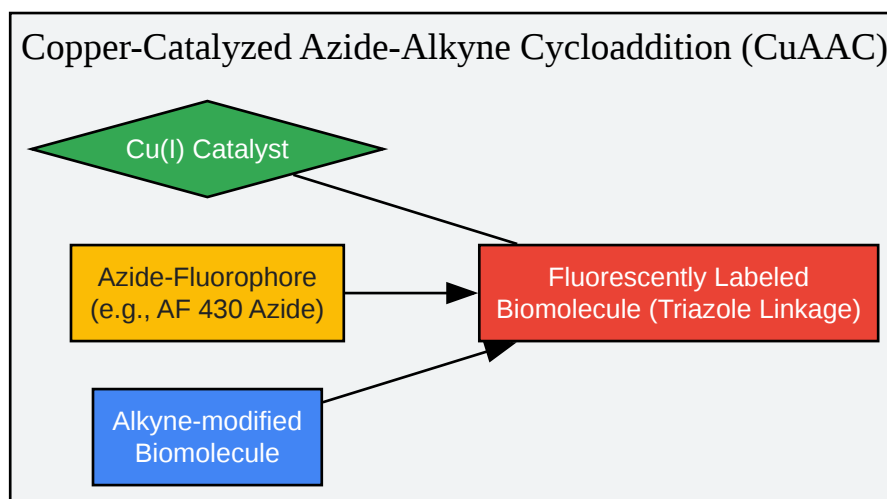 Copper-Catalyzed Azide-Alkyne Cycloaddition (CuAAC)
Cu(I) Catalyst
Azide-Fluorophore
(e.g., AF 430 Azide)
Fluorescently Labeled
Biomolecule (Triazole Linkage)
Alkyne-modified
Biomolecule